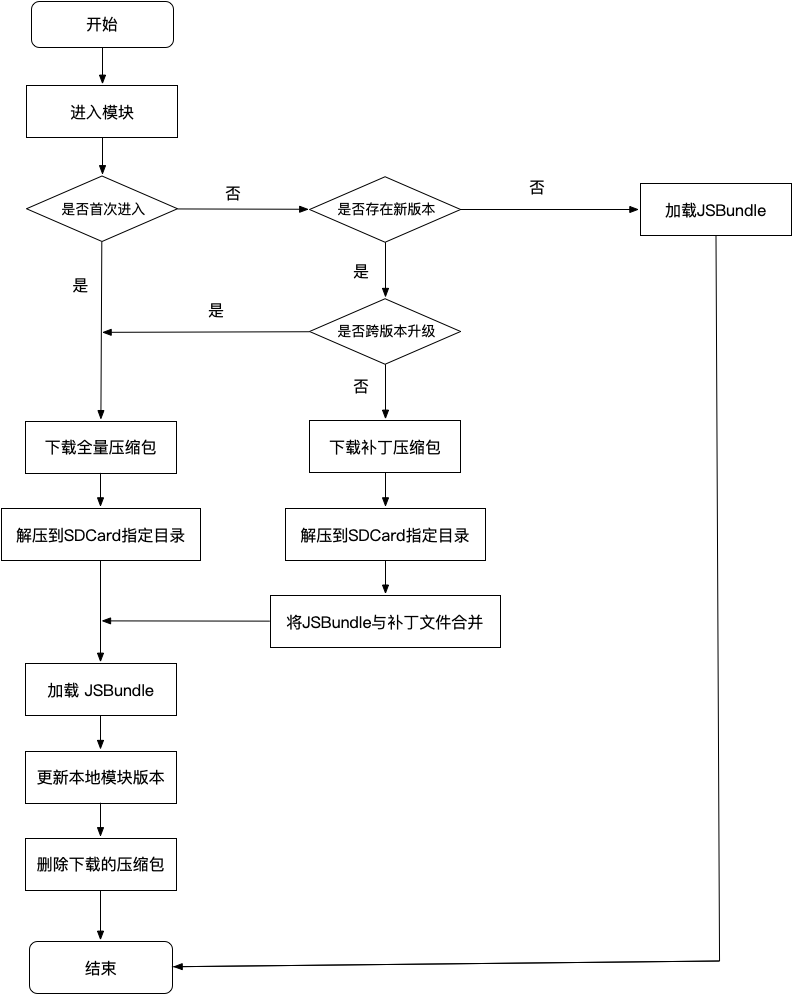 开始
进入模块
是否首次进入
否
是否存在新版本
否
加载JSBundle
是
是
是
是否跨版本升级
否
下载全量压缩包
下载补丁压缩包
解压到SDCard指定目录
解压到SDCard指定目录
将JSBundle与补丁文件合并
加载 JSBundle
更新本地模块版本
删除下载的压缩包
结束